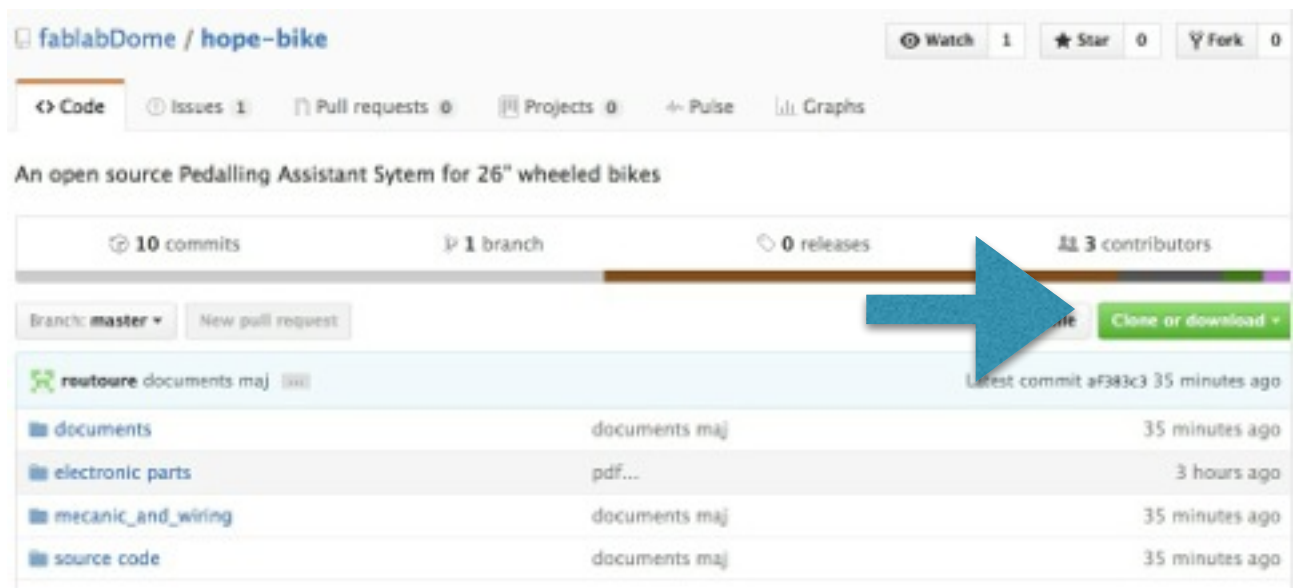 fablabDome / hope-bike
Watch 1 Star 0 Fork 0
<> Code Issues 1 Pull requests 0 Projects 0 Pulse Graphs
An open source Pedalling Assistant Sytem for 26" wheeled bikes
10 commits 1 branch 0 releases 3 contributors
Branch: master New pull request Clone or download
routoure documents maj Latest commit af383c3 35 minutes ago
documents documents maj 35 minutes ago
electronic parts pdf... 3 hours ago
mecanic_and_wiring documents maj 35 minutes ago
source code documents maj 35 minutes ago